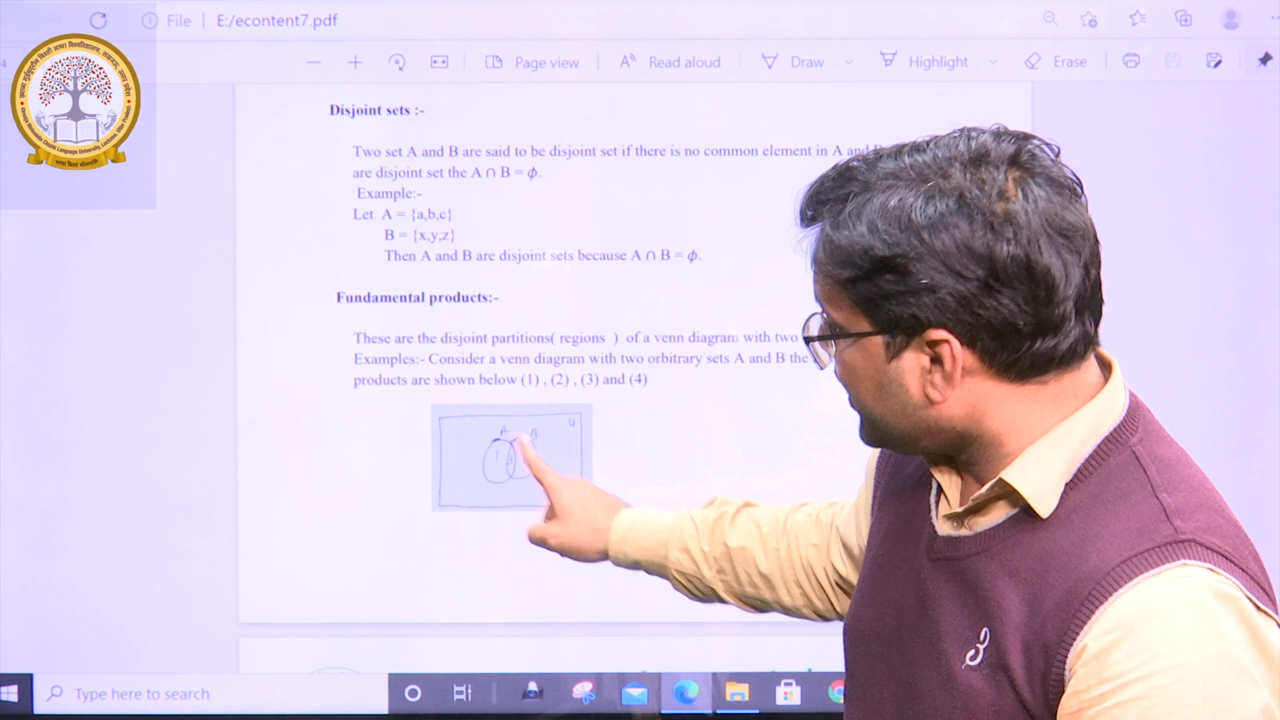 File | E:/econtent7.pdf
Page view | Read aloud | Draw Highlight Erase
Disjoint sets :-
Two set A and B are said to be disjoint set if there is no common element in A and
are disjoint set the A ∩ B = ϕ.
Example:-
Let A = {a,b,c}
B = {x,y,z}
Then A and B are disjoint sets because A ∩ B = ϕ.
Fundamental products:-
These are the disjoint partitions( regions ) of a venn diagram with two
Examples:- Consider a venn diagram with two orbitrary sets A and B the
products are shown below (1) , (2) , (3) and (4)
A
1
Type here to search